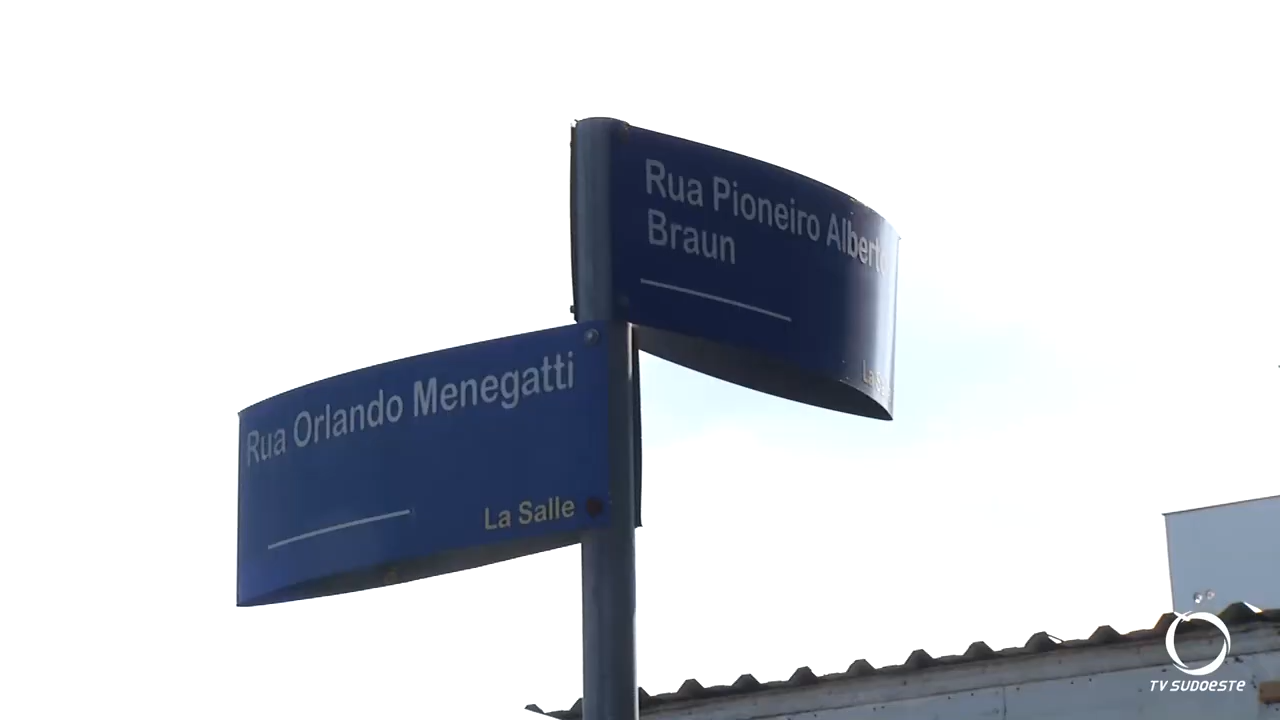 Rua Pioneiro Alberto
Braun
Rua Orlando Menegatti
La Salle
TV SUDOESTE